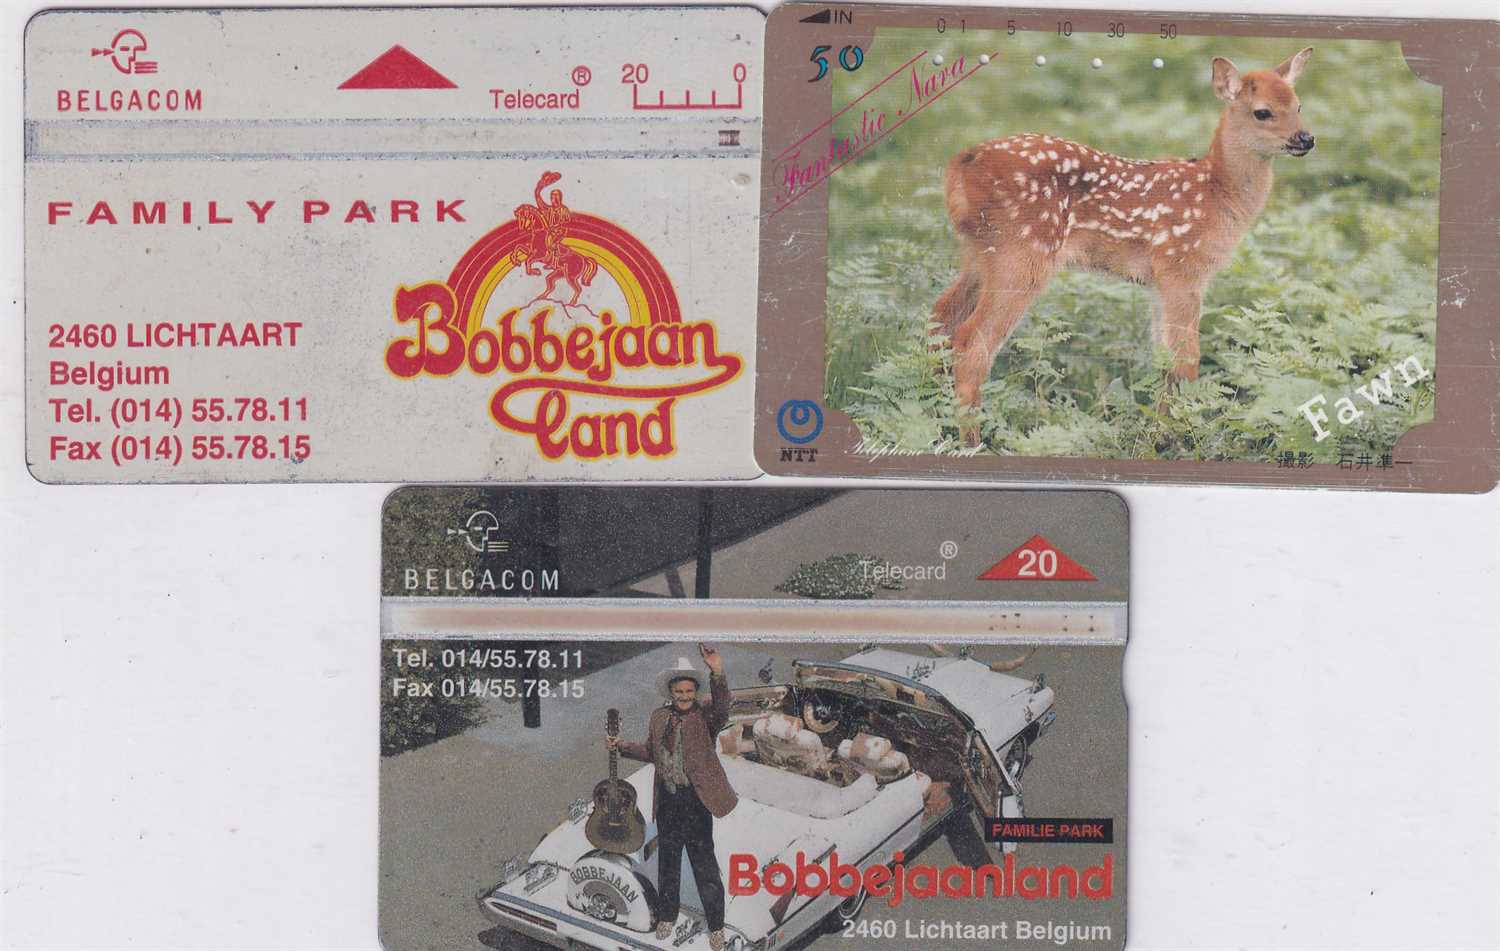 BELGACOM
Telecard®
20 0
FAMILY PARK
Bobbejaan
Land
2460 LICHTAART
Belgium
Tel. (014) 55.78.11
Fax (014) 55.78.15
IN
0 1 5 10 30 50
50
Fantastic Nara
Fawn
NTT
Telephone Card
撮影 石井準一
BELGACOM
Telecard®
20
Tel. 014/55.78.11
Fax 014/55.78.15
BOBBEJAAN
FAMILIE PARK
Bobbejaanland
2460 Lichtaart Belgium